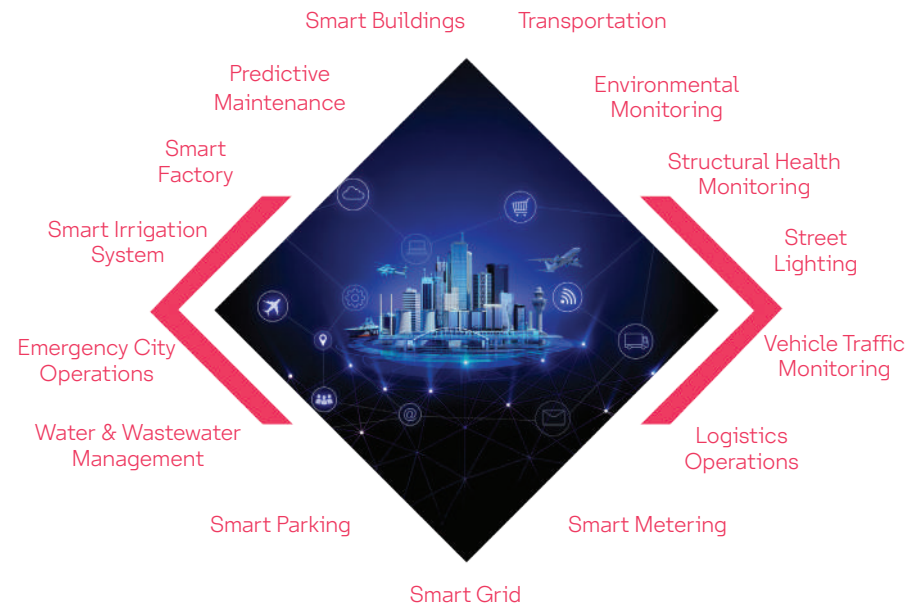 Smart Buildings
Transportation
Predictive
Maintenance
Environmental
Monitoring
Smart
Factory
Structural Health
Monitoring
Smart Irrigation
System
Street
Lighting
Emergency City
Operations
Vehicle Traffic
Monitoring
Water & Wastewater
Management
Logistics
Operations
@
Smart Parking
Smart Metering
Smart Grid